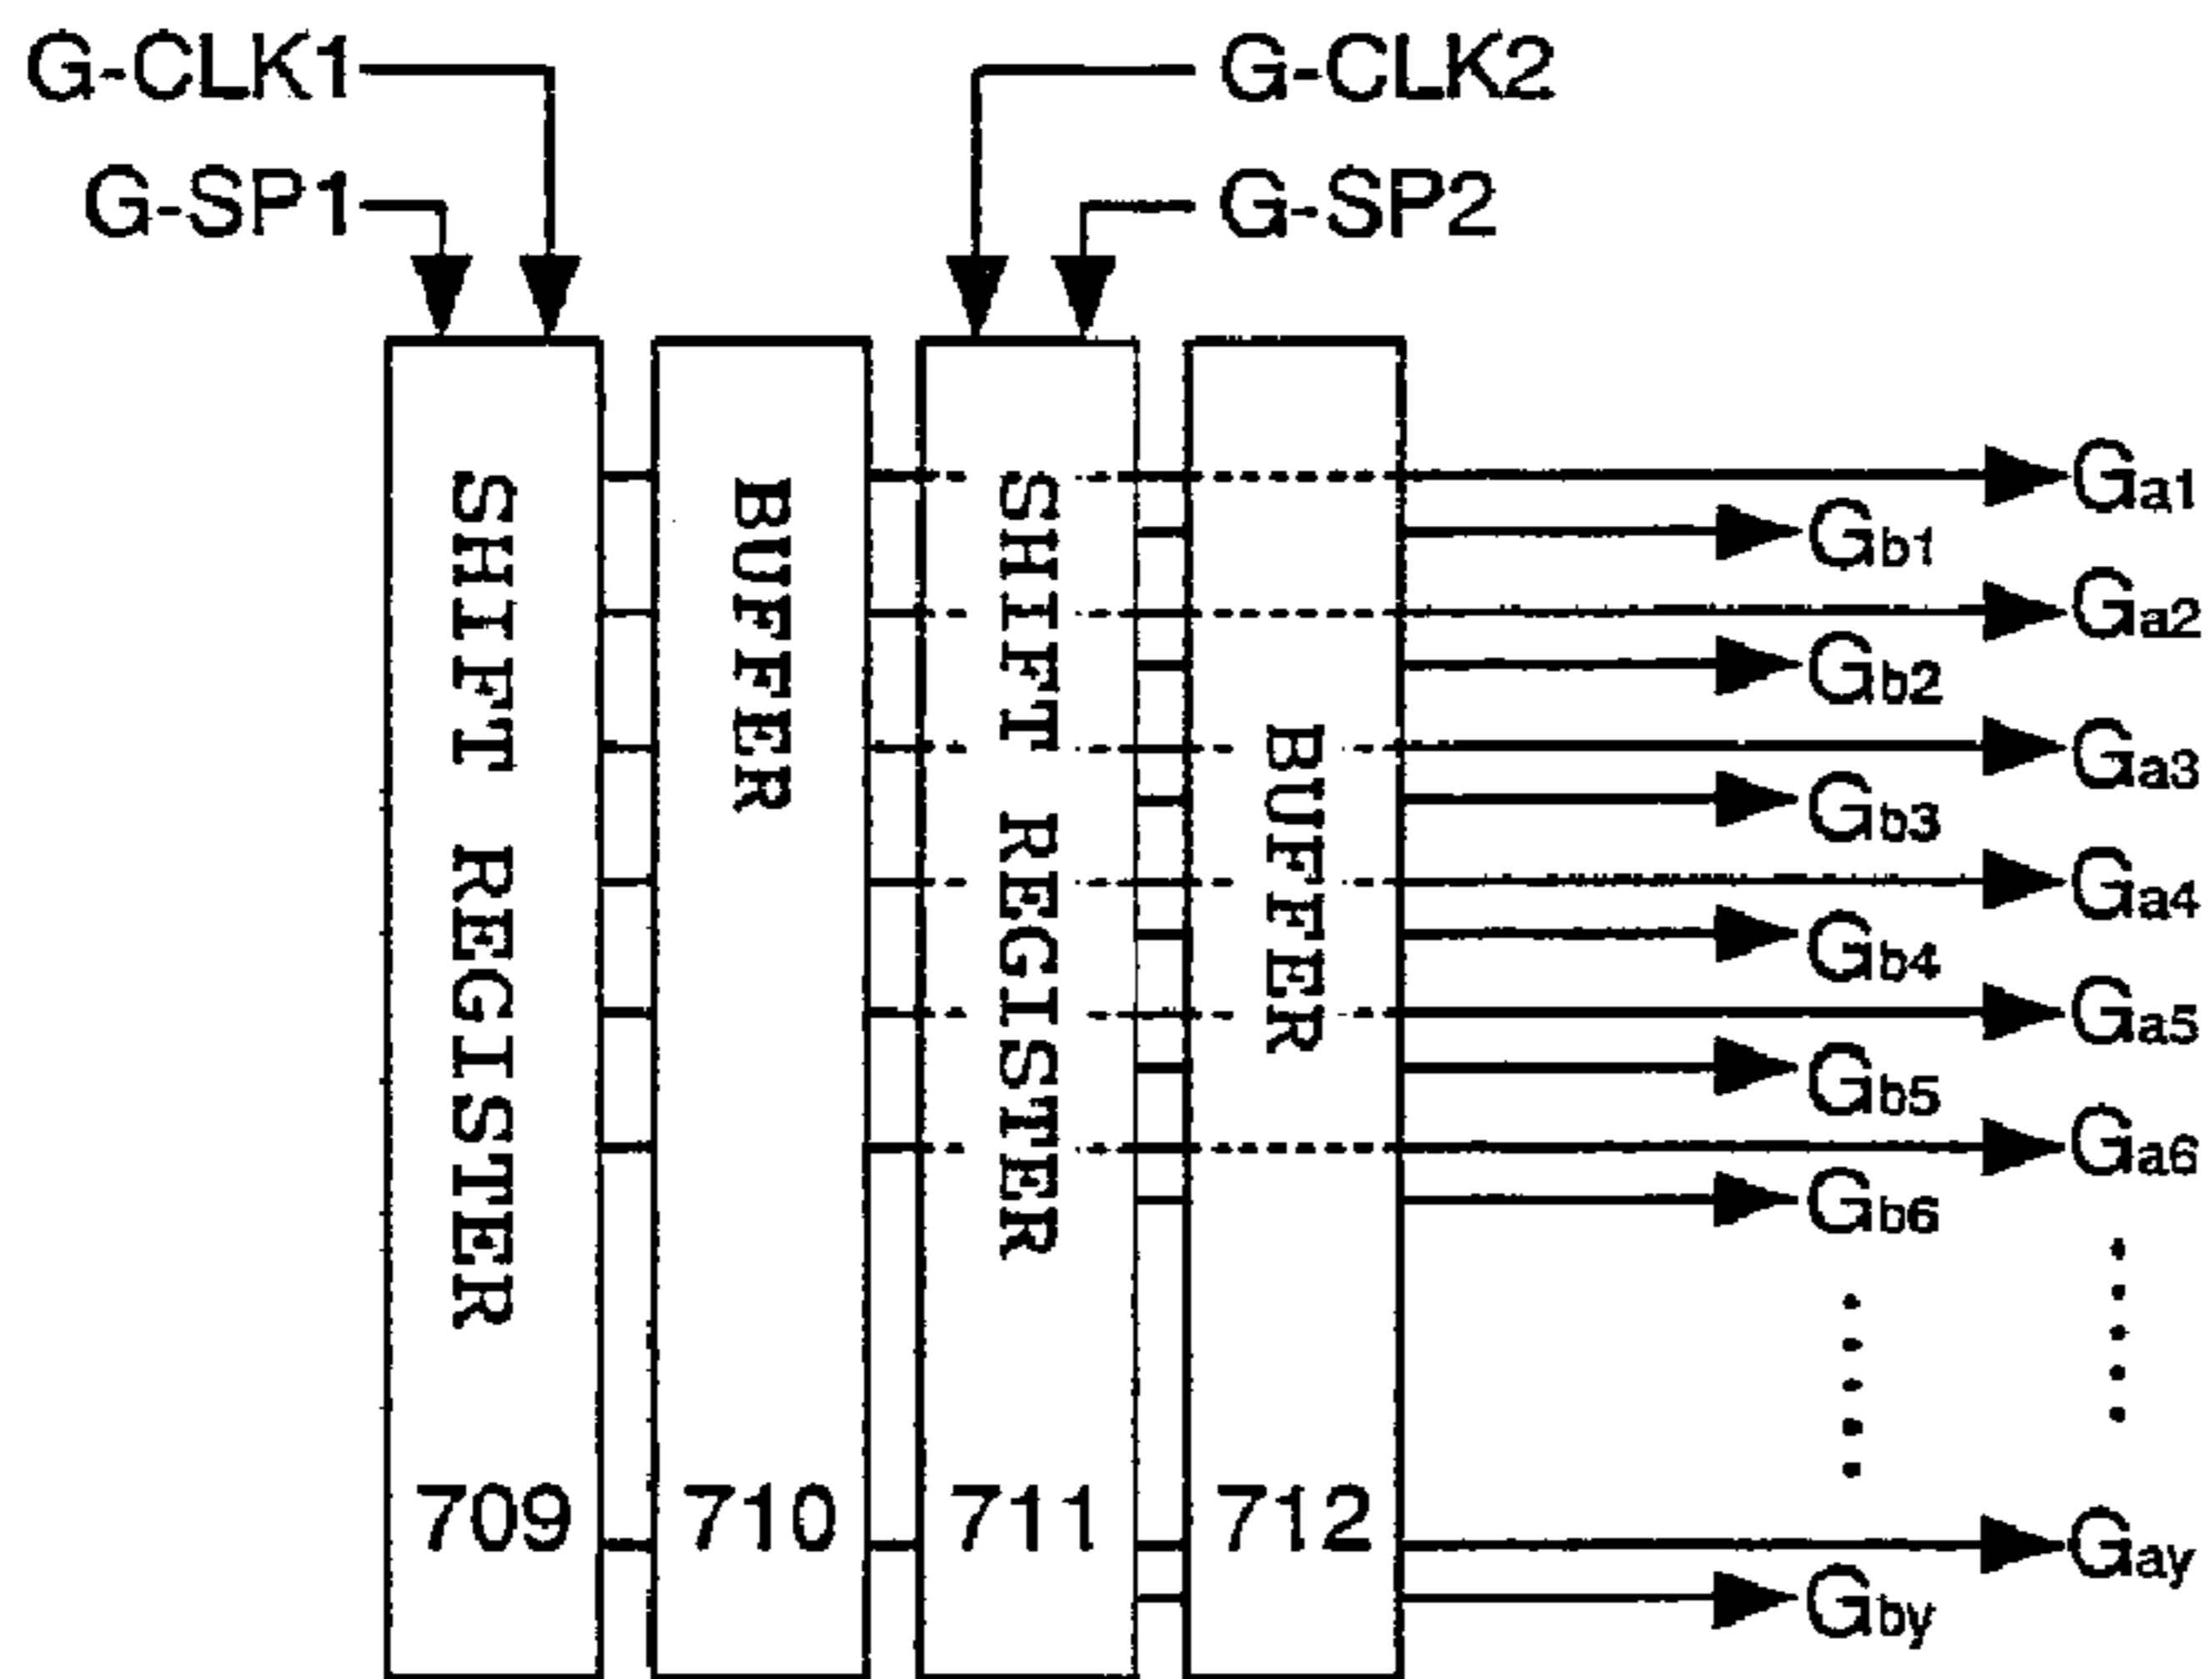 G-CLK1
G-CLK2
G-SP1
G-SP2
SHIFT REGISTER
BUFFER
SHIFT REGISTER
BUFFER
Ga1
Gb1
Ga2
Gb2
Ga3
Gb3
Ga4
Gb4
Ga5
Gb5
Ga6
Gb6
709
710
711
712
Gay
Gby